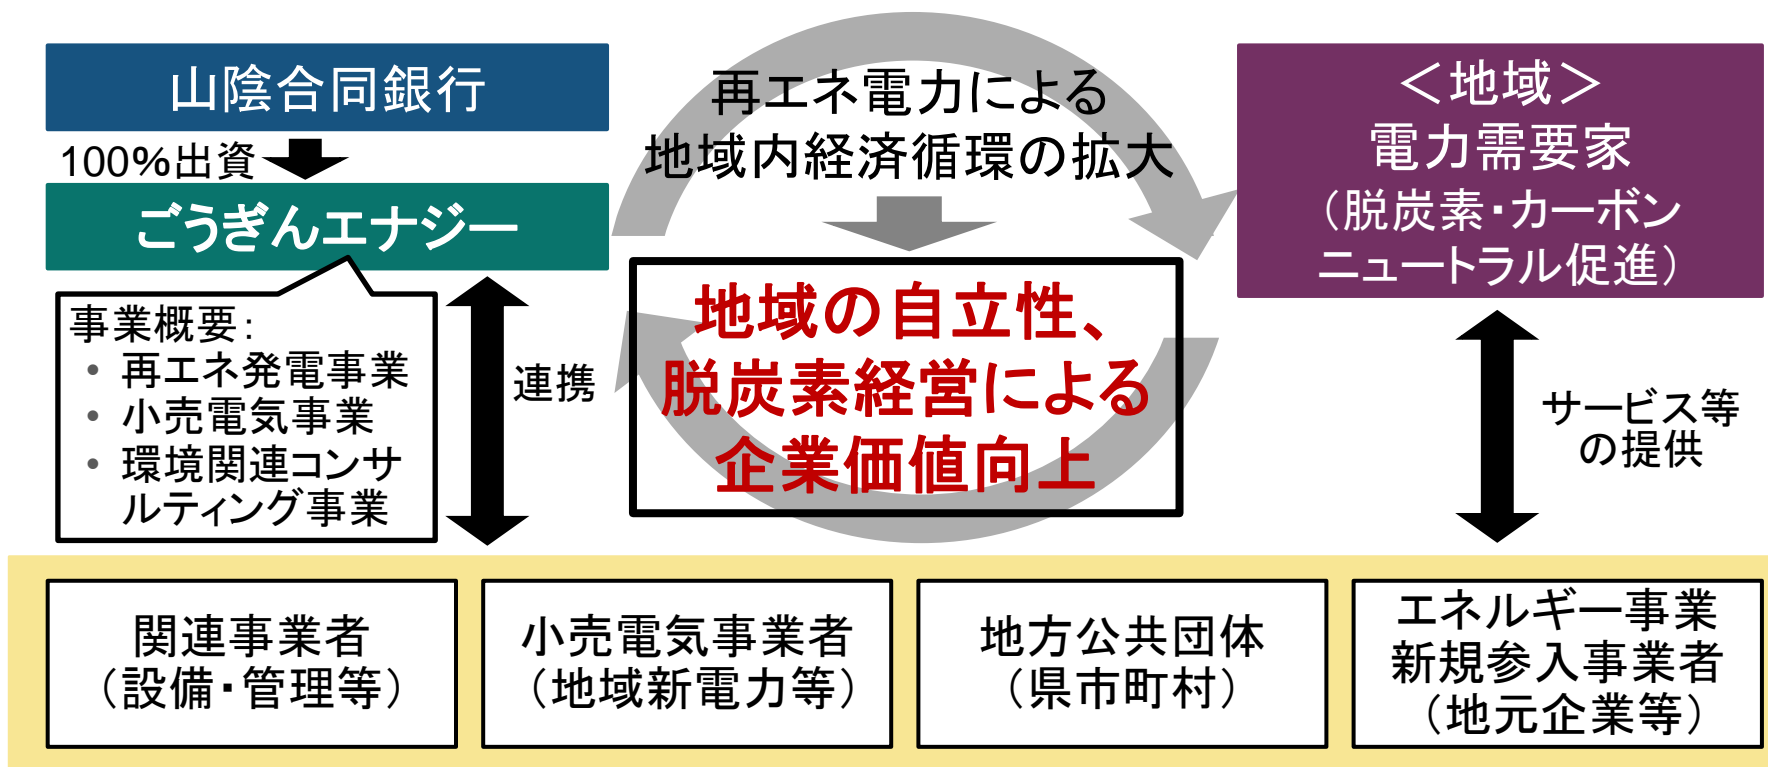 山陰合同銀行
100%出資
ごうぎんエナジー
事業概要：
• 再エネ発電事業
• 小売電気事業
• 環境関連コンサ
ルティング事業
連携
再エネ電力による
地域内経済循環の拡大
地域の自立性、
脱炭素経営による
企業価値向上
＜地域＞
電力需要家
（脱炭素・カーボン
ニュートラル促進）
サービス等
の提供
関連事業者
（設備・管理等）
小売電気事業者
（地域新電力等）
地方公共団体
（県市町村）
エネルギー事業
新規参入事業者
（地元企業等）